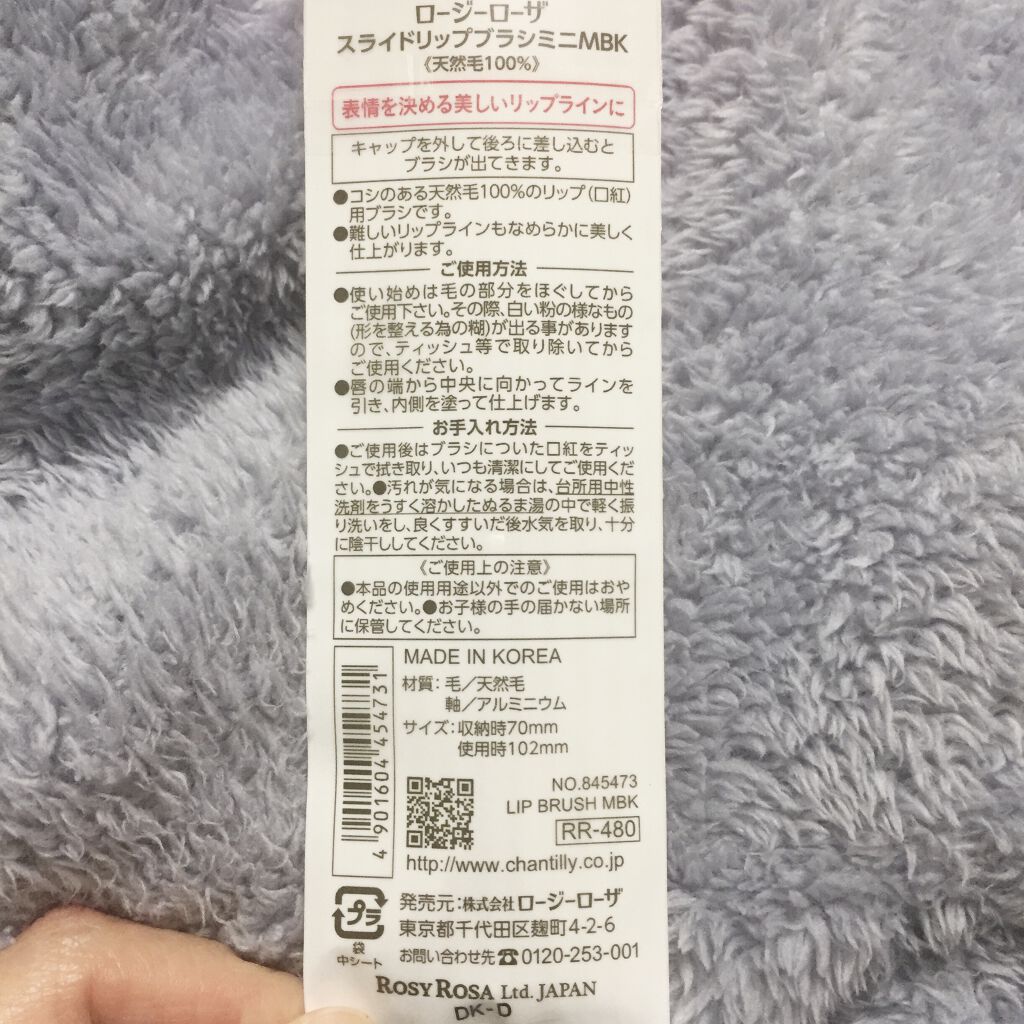 ロージーローザ
スライドリップブラシミニMBK
《天然毛100%》
表情を決める美しいリップラインに
キャップを外して後ろに差し込むと
ブラシが出てきます。
●コシのある天然毛100%のリップ(口紅)
用ブラシです。
●難しいリップラインもなめらかに美しく
仕上がります。
ご使用方法
●使い始めは毛の部分をほぐしてから
ご使用下さい。その際、白い粉の様なもの
(形を整える為の糊)が出る事があります
ので、ティッシュ等で取り除いてから
ご使用ください。
●唇の端から中央に向かってラインを
引き、内側を塗って仕上げます。
お手入れ方法
●ご使用後はブラシについた口紅をティッ
シュで拭き取り、いつも清潔にしてご使用くだ
さい。●汚れが気になる場合は、台所用中性
洗剤をうすく溶かしたぬるま湯の中で軽く振
り洗いをし、良くすすいだ後水気を取り、十分
に陰干ししてください。
《ご使用上の注意》
●本品の使用用途以外でのご使用はおや
めください。●お子様の手の届かない場所
に保管してください。
MADE IN KOREA
材質:毛/天然毛
軸/アルミニウム
サイズ:収納時70mm
使用時102mm
4 901604 454731
NO.845473
LIP BRUSH MBK
RR-480
http://www.chantilly.co.jp
プラ
袋
中シート
発売元:株式会社ロージーローザ
東京都千代田区麹町4-2-6
お問い合わせ先☎0120-253-001
ROSY ROSA Ltd. JAPAN
DK-D